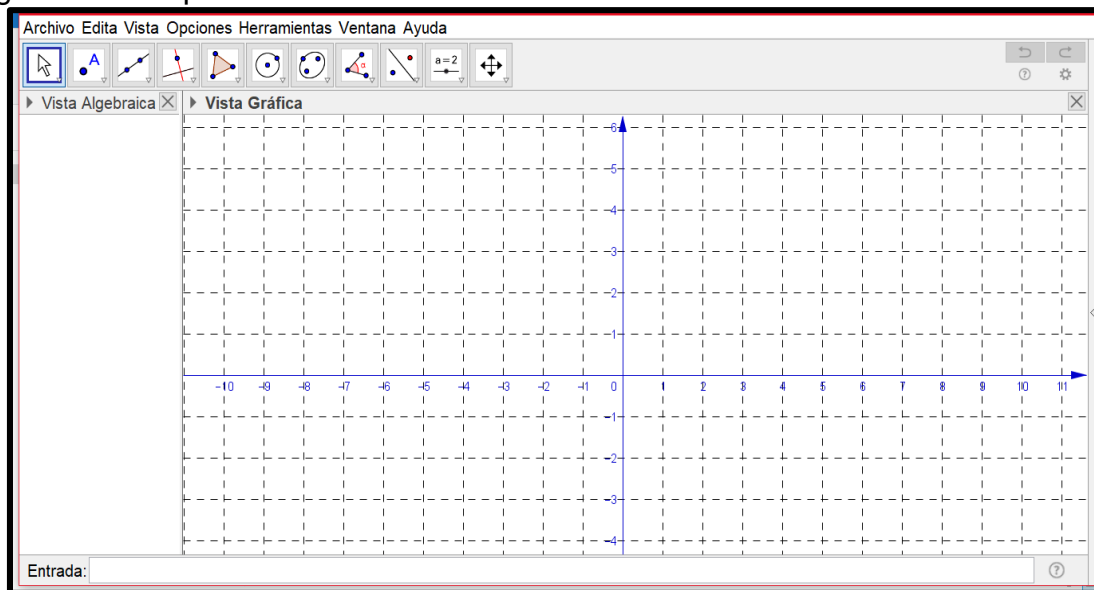 Archivo Edita Vista Opciones Herramientas Ventana Ayuda
A
α
a=2
Vista Algebraica
Vista Gráfica
6
5
4
3
2
1
-10 -9 -8 -7 -6 -5 -4 -3 -2 -1 0 1 2 3 4 5 6 7 8 9 10 11
-1
-2
-3
-4
Entrada: